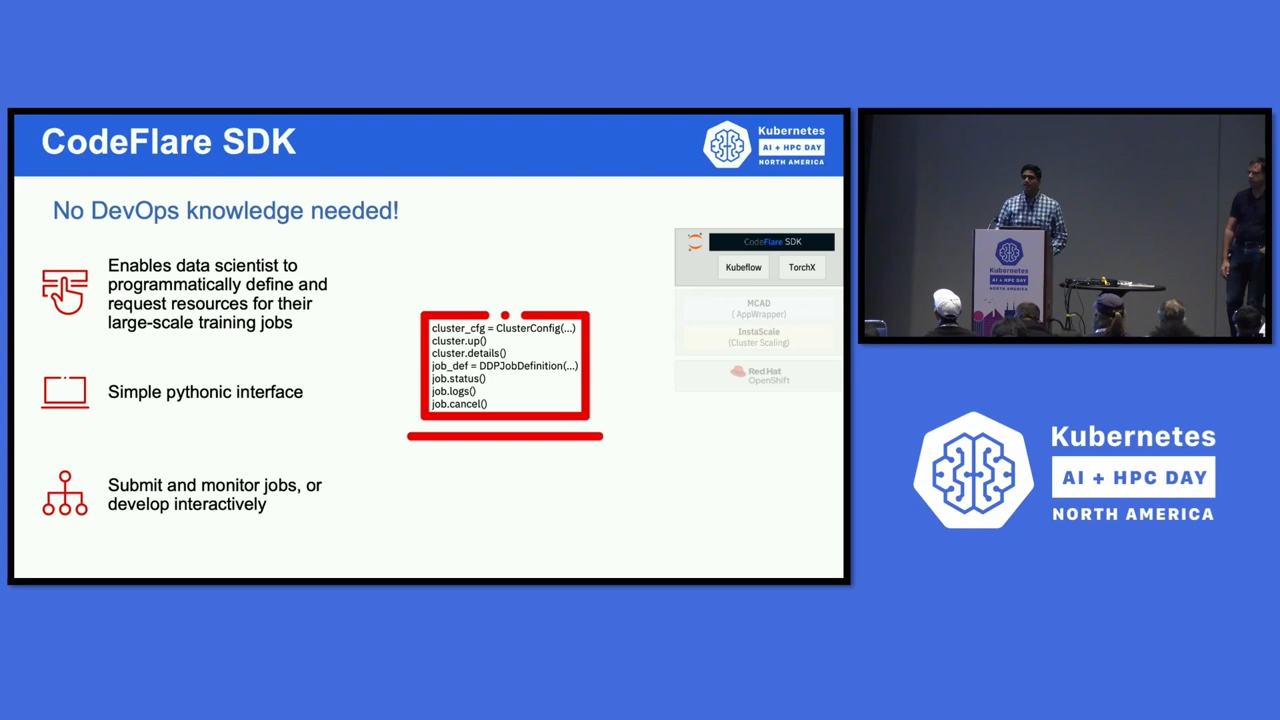 CodeFlare SDK
Kubernetes
AI + HPC DAY
NORTH AMERICA
No DevOps knowledge needed!
Enables data scientist to
programmatically define and
request resources for their
large-scale training jobs
Simple pythonic interface
Submit and monitor jobs, or
develop interactively
cluster_cfg = ClusterConfig(...)
cluster.up()
cluster.details()
job_def = DDPJobDefinition(...)
job.status()
job.logs()
job.cancel()
CodeFlare SDK
Kubeflow
TorchX
MCAD
( AppWrapper)
InstaScale
(Cluster Scaling)
Red Hat
OpenShift
Kubernetes
AI + HPC DAY
NORTH AMERICA
Kubernetes
AI + HPC DAY
NORTH AMERICA